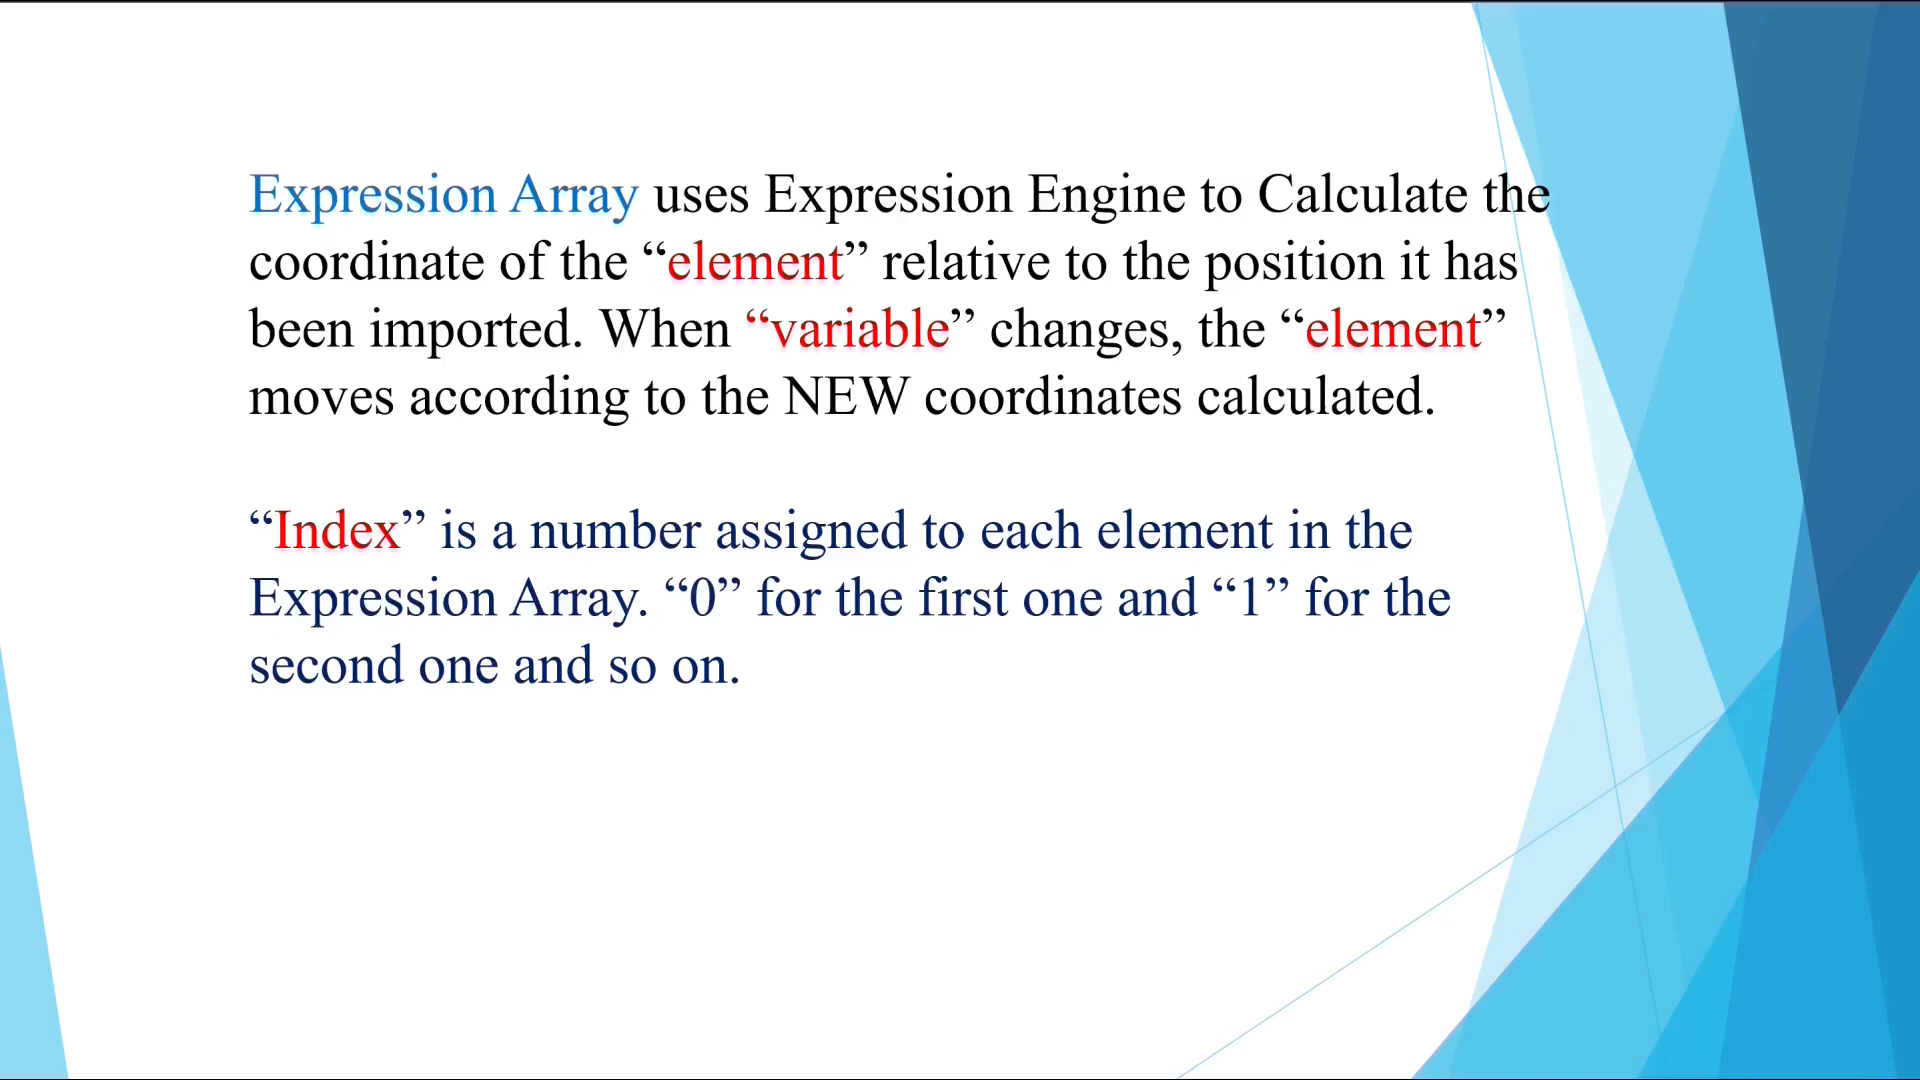 Expression Array uses Expression Engine to Calculate the
coordinate of the “element” relative to the position it has
been imported. When “variable” changes, the “element”
moves according to the NEW coordinates calculated.
“Index” is a number assigned to each element in the
Expression Array. “0” for the first one and “1” for the
second one and so on.